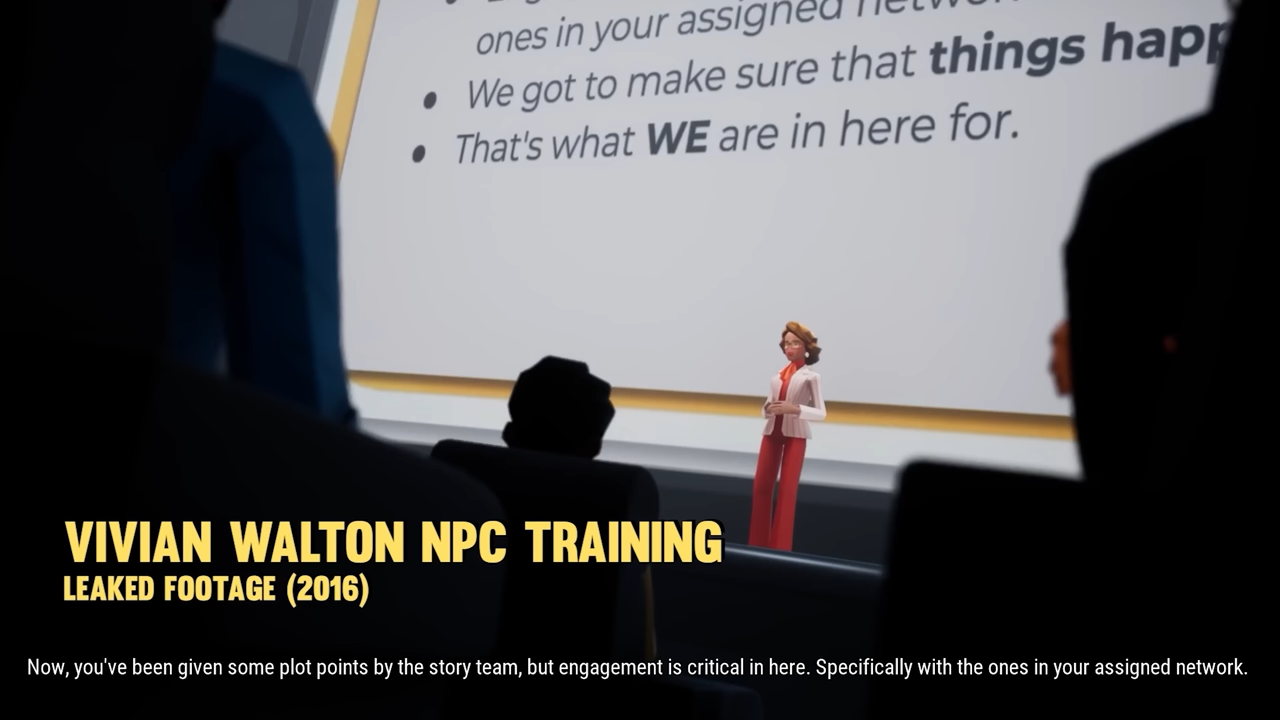 ones in your assigned
• We got to make sure that things happ
• That's what WE are in here for.
VIVIAN WALTON NPC TRAINING
LEAKED FOOTAGE (2016)
Now, you've been given some plot points by the story team, but engagement is critical in here. Specifically with the ones in your assigned network.